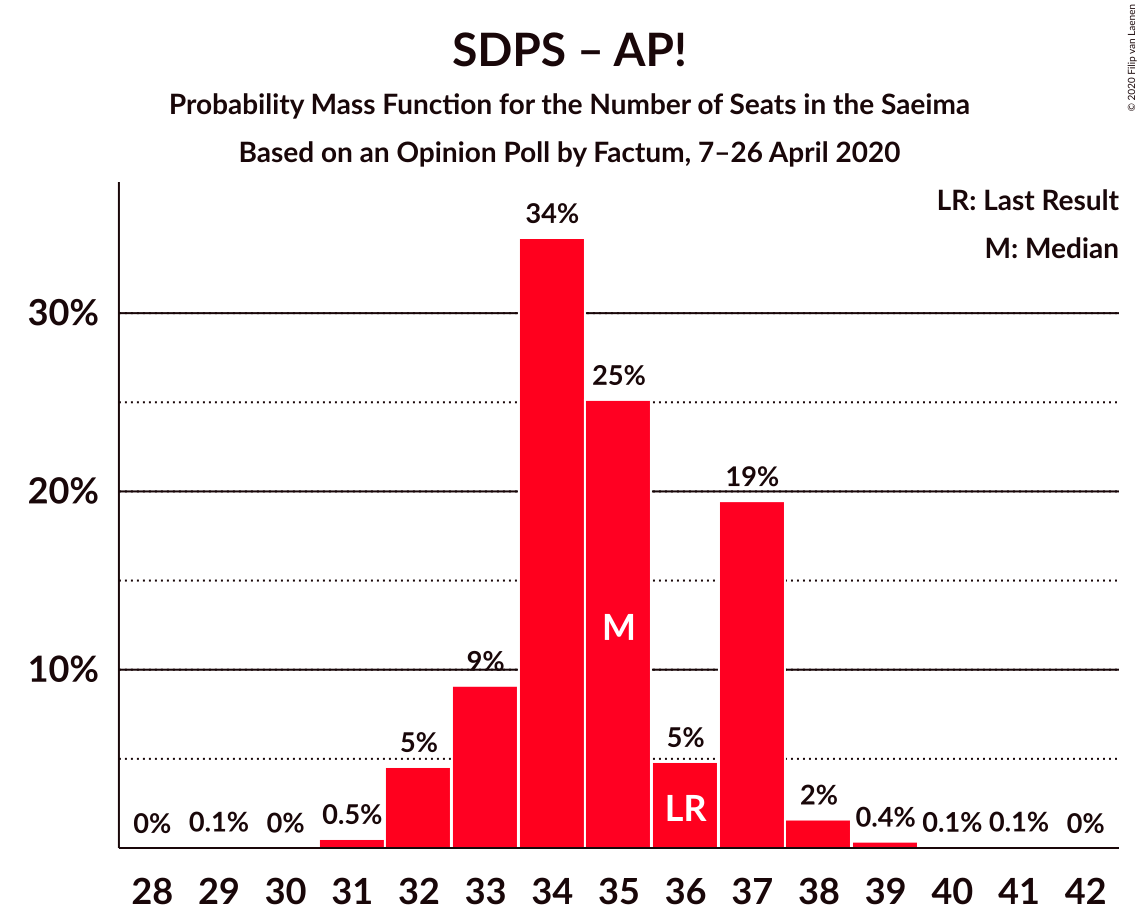 SDPS – AP!
Probability Mass Function for the Number of Seats in the Saeima
Based on an Opinion Poll by Factum, 7–26 April 2020
© 2020 Filip van Laenen
LR: Last Result
M: Median
34%
30%
25%
20%
19%
M
10%
9%
5%
5%
LR
2%
0% 0.1% 0% 0.5% 0.4% 0.1% 0.1% 0%
28 29 30 31 32 33 34 35 36 37 38 39 40 41 42